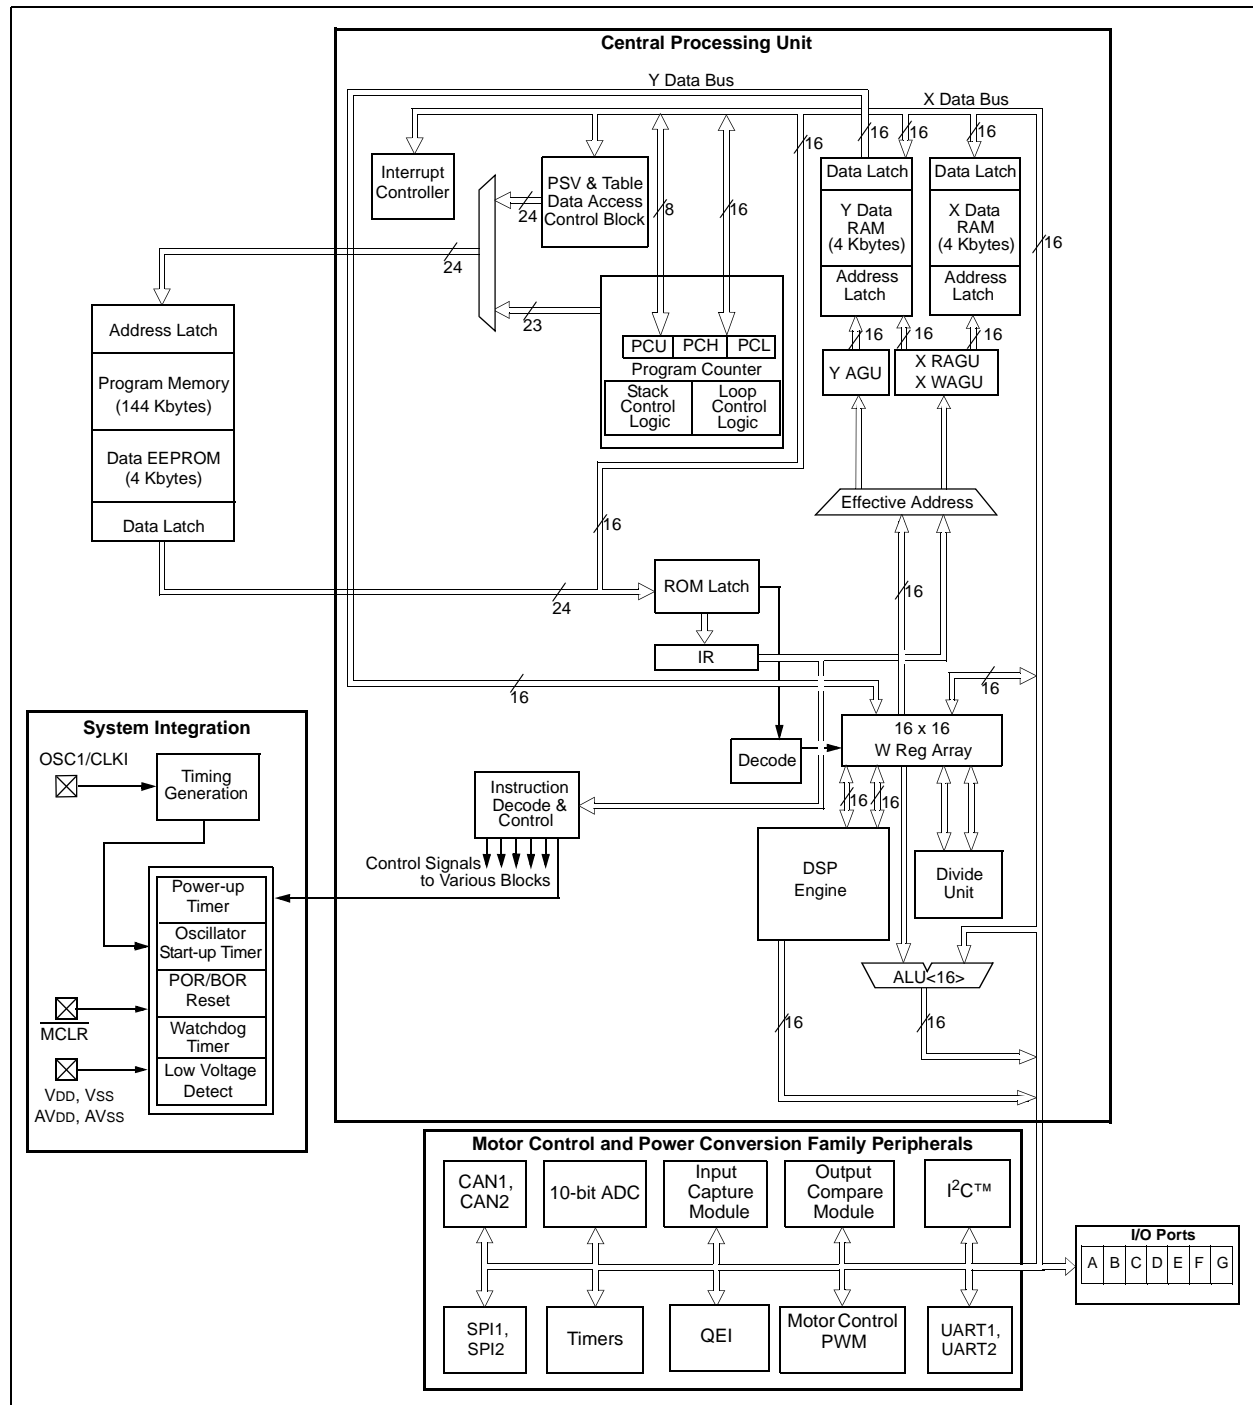 Central Processing Unit
Y Data Bus
X Data Bus
16
16
16
16
Interrupt
Controller
PSV & Table
Data Access
Control Block
24
8
16
Data Latch
Y Data
RAM
(4 Kbytes)
Address
Latch
Data Latch
X Data
RAM
(4 Kbytes)
Address
Latch
16
24
23
16
16
16
PCU
PCH
PCL
Program Counter
Stack
Control
Logic
Loop
Control
Logic
Y AGU
X RAGU
X WAGU
Address Latch
Program Memory
(144 Kbytes)
Data EEPROM
(4 Kbytes)
Data Latch
Effective Address
16
24
ROM Latch
16
IR
16
16
16 x 16
W Reg Array
Decode
Instruction
Decode &
Control
16
16
Control Signals
to Various Blocks
DSP
Engine
Divide
Unit
ALU<16>
16
16
System Integration
OSC1/CLKI
Timing
Generation
Power-up
Timer
Oscillator
Start-up Timer
POR/BOR
Reset
MCLR
Watchdog
Timer
Low Voltage
Detect
VDD, VSS
AVDD, AVSS
Motor Control and Power Conversion Family Peripherals
CAN1,
CAN2
10-bit ADC
Input
Capture
Module
Output
Compare
Module
I²C™
SPI1,
SPI2
Timers
QEI
Motor Control
PWM
UART1,
UART2
I/O Ports
A B C D E F G